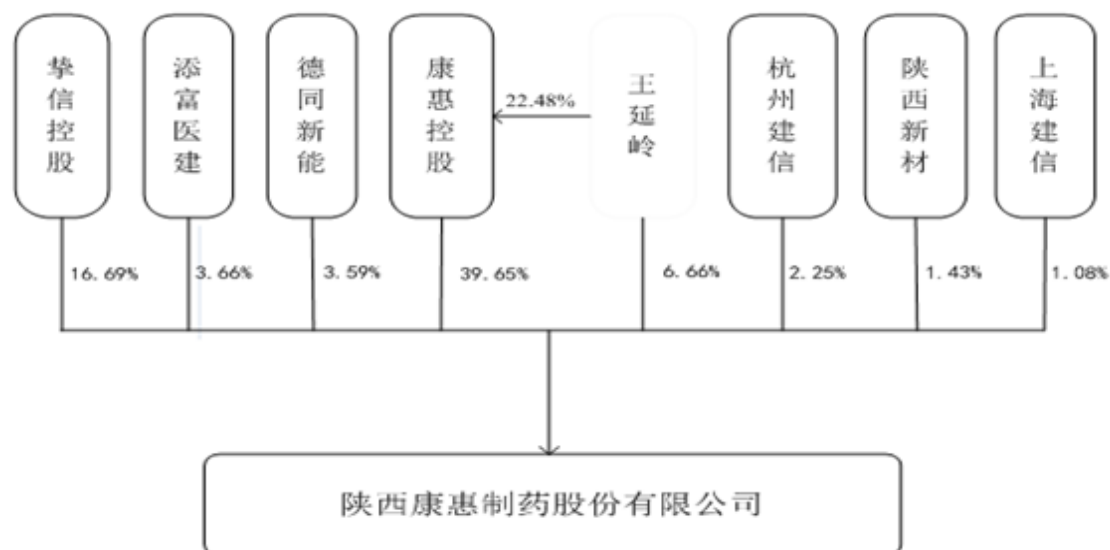 挚信控股
添富医建
德同新能
康惠控股
22.48%
王延岭
杭州建信
陕西新材
上海建信
16.69%
3.66%
3.59%
39.65%
6.66%
2.25%
1.43%
1.08%
陕西康惠制药股份有限公司